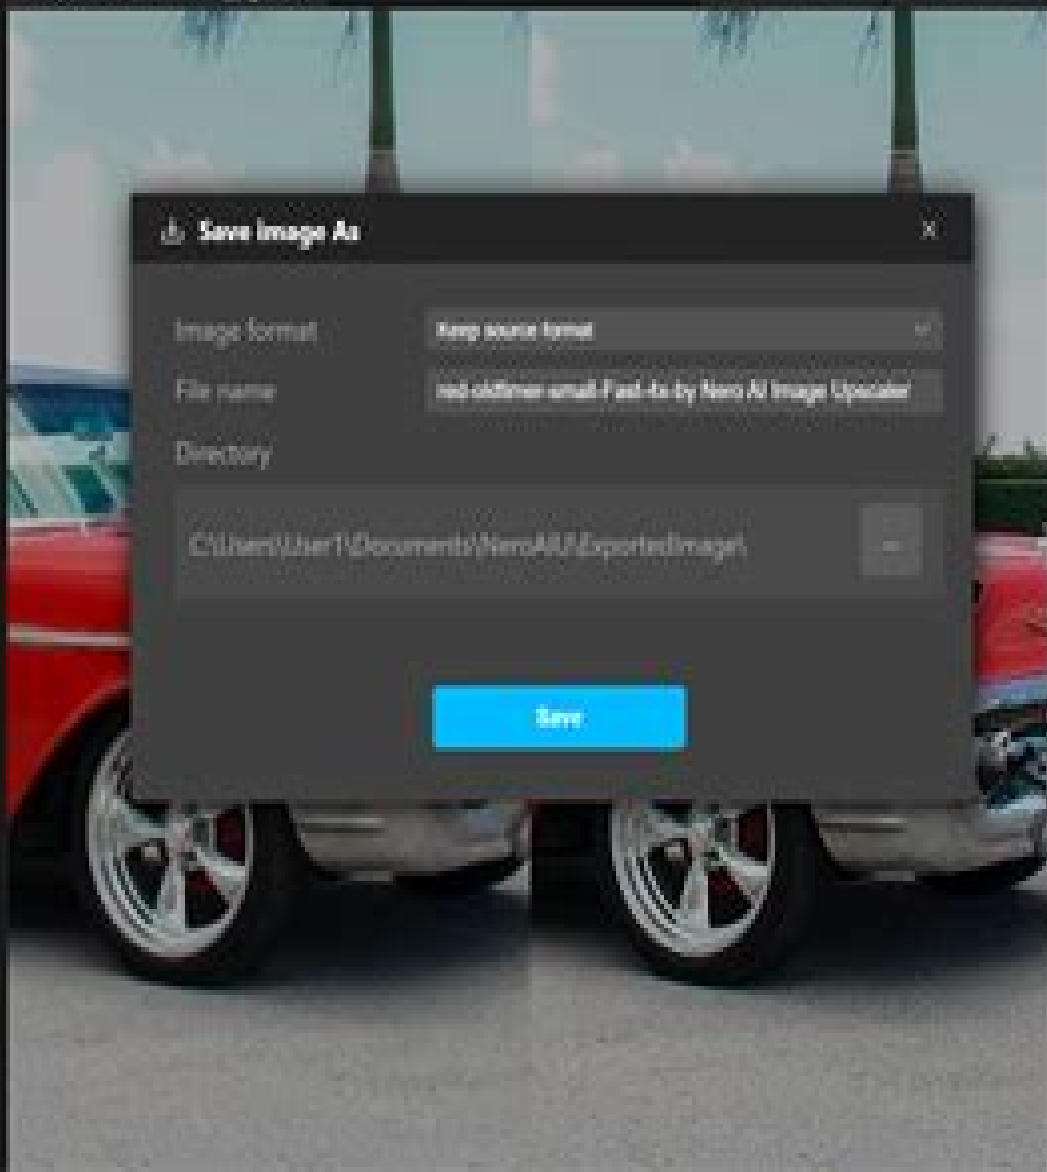 Save image As
Image format
Keep source format
File name
red-oldtimer-small-Fast-4x-by Nero AI Image Upscaler
Directory
C:\Users\User1\Documents\NeroAIU\ExportedImage\
...
Save